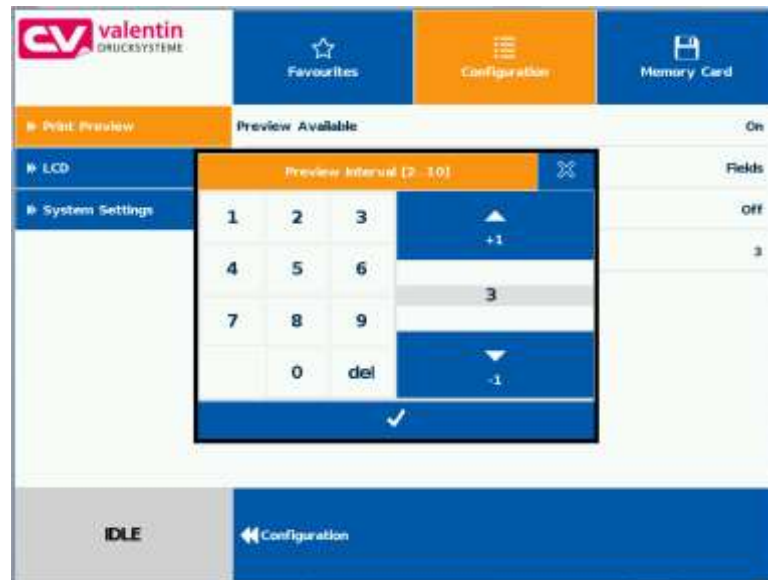 valentin
DRUCKSYSTEME
Favourites
Configuration
Memory Card
Print Preview
Preview Available
On
LCD
Fields
System Settings
Off
3
Preview Interval [2..10]
1 2 3
4 5 6
7 8 9
0 del
+1
3
-1
IDLE
Configuration